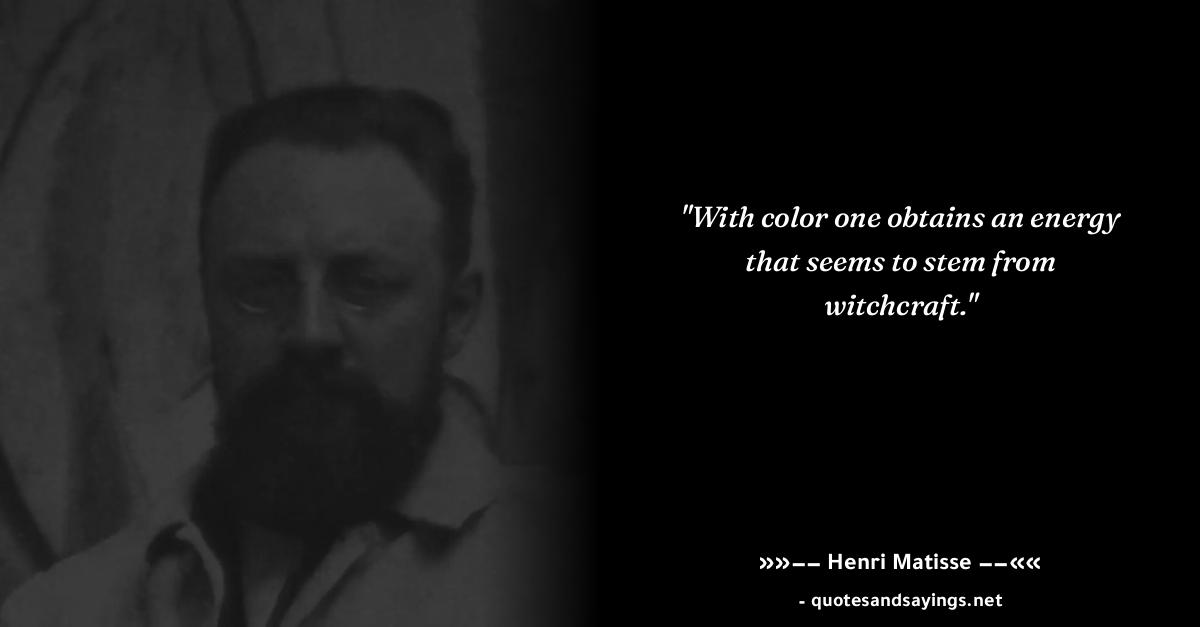 "With color one obtains an energy
that seems to stem from
witchcraft."
»»−− Henri Matisse −−««
- quotesandsayings.net